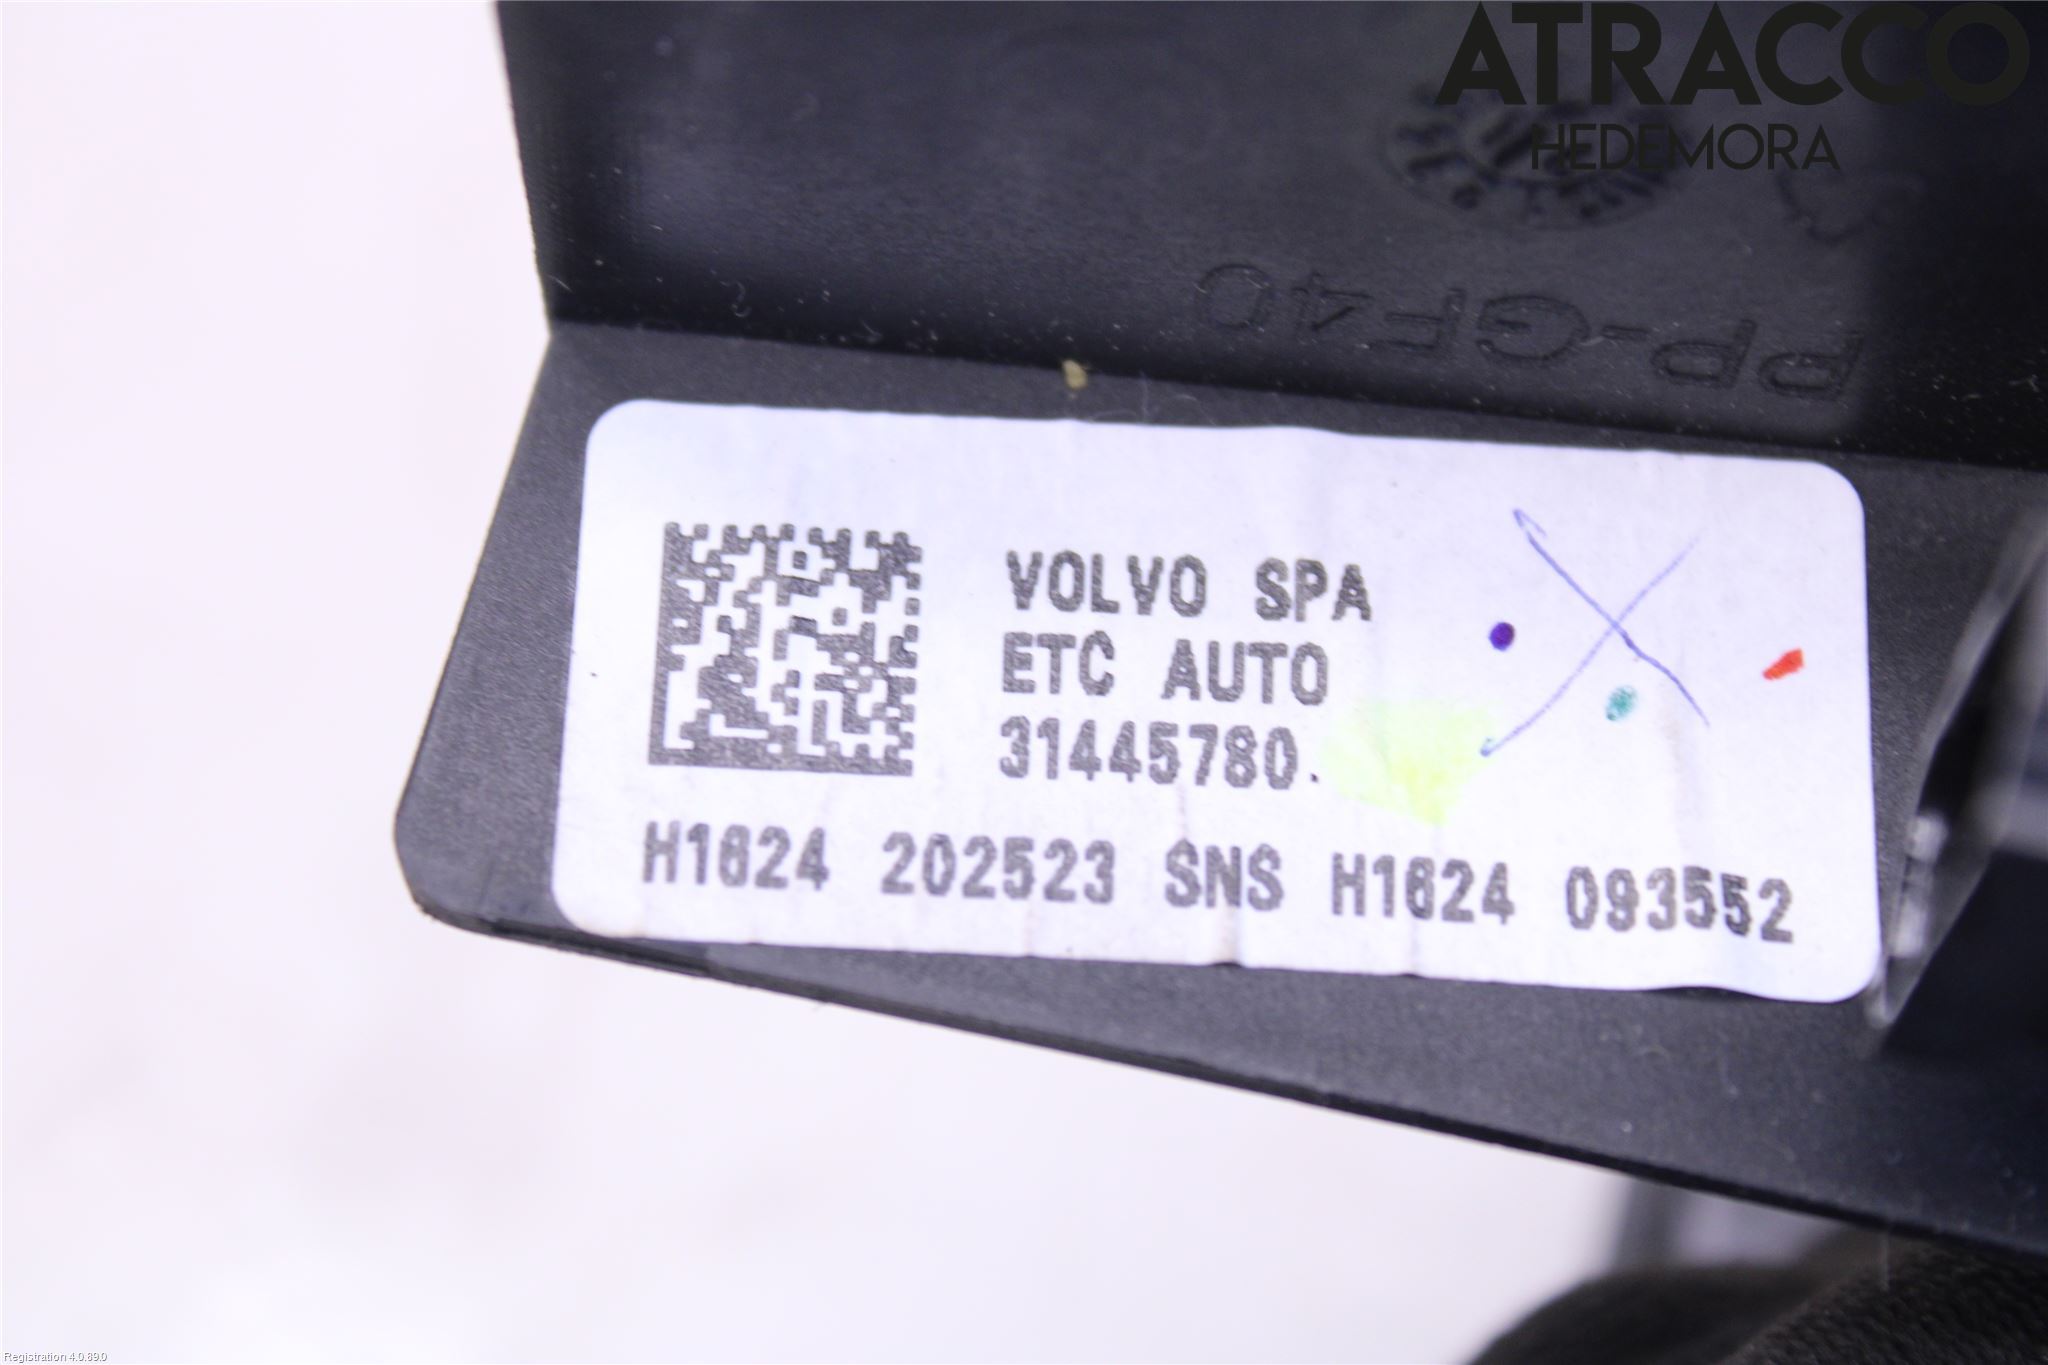 ATRACCO
HEDEMORA
PP-GF40
VOLVO SPA
ETC AUTO
31445780.
H1624 202523 SNS H1624 093552
Registration 4.0.89.0